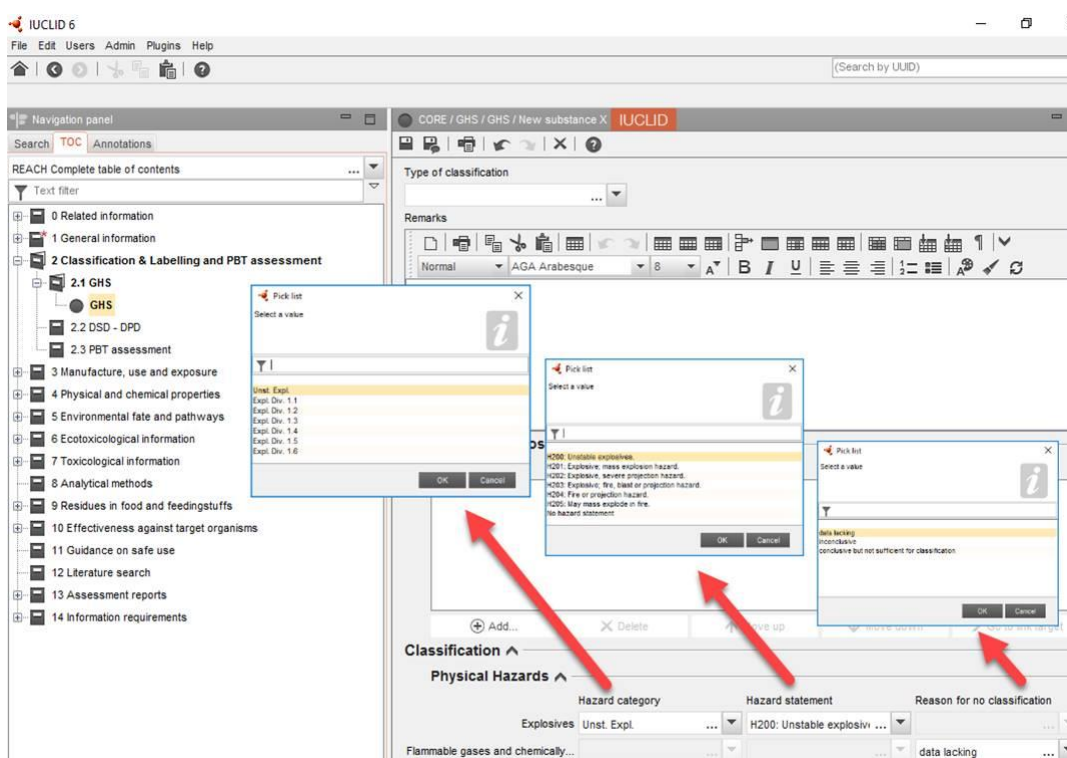 IUCLID 6
File Edit Users Admin Plugins Help
(Search by UUID)
Navigation panel
CORE / GHS / GHS / New substance X IUCLID
Search TOC Annotations
REACH Complete table of contents ...
Text filter
0 Related information
1 General information
2 Classification & Labelling and PBT assessment
2.1 GHS
GHS
2.2 DSD - DPD
2.3 PBT assessment
3 Manufacture, use and exposure
4 Physical and chemical properties
5 Environmental fate and pathways
6 Ecotoxicological information
7 Toxicological information
8 Analytical methods
9 Residues in food and feedingstuffs
10 Effectiveness against target organisms
11 Guidance on safe use
12 Literature search
13 Assessment reports
14 Information requirements
Type of classification
...
Remarks
Normal AGA Arabesque 8 A B I U
Pick list
Select a value
Unst. Expl.
Expl. Div. 1.1
Expl. Div. 1.2
Expl. Div. 1.3
Expl. Div. 1.4
Expl. Div. 1.5
Expl. Div. 1.6
OK Cancel
Pick list
Select a value
H200: Unstable explosives.
H201: Explosive; mass explosion hazard.
H202: Explosive, severe projection hazard.
H203: Explosive; fire, blast or projection hazard.
H204: Fire or projection hazard.
H205: May mass explode in fire.
No hazard statement
OK Cancel
Pick list
Select a value
data lacking
inconclusive
conclusive but not sufficient for classification
OK Cancel
Add... Delete
Classification
Physical Hazards
Hazard category Hazard statement Reason for no classification
Explosives Unst. Expl. ... H200: Unstable explosiv ... ...
Flammable gases and chemically... ... ... data lacking ...